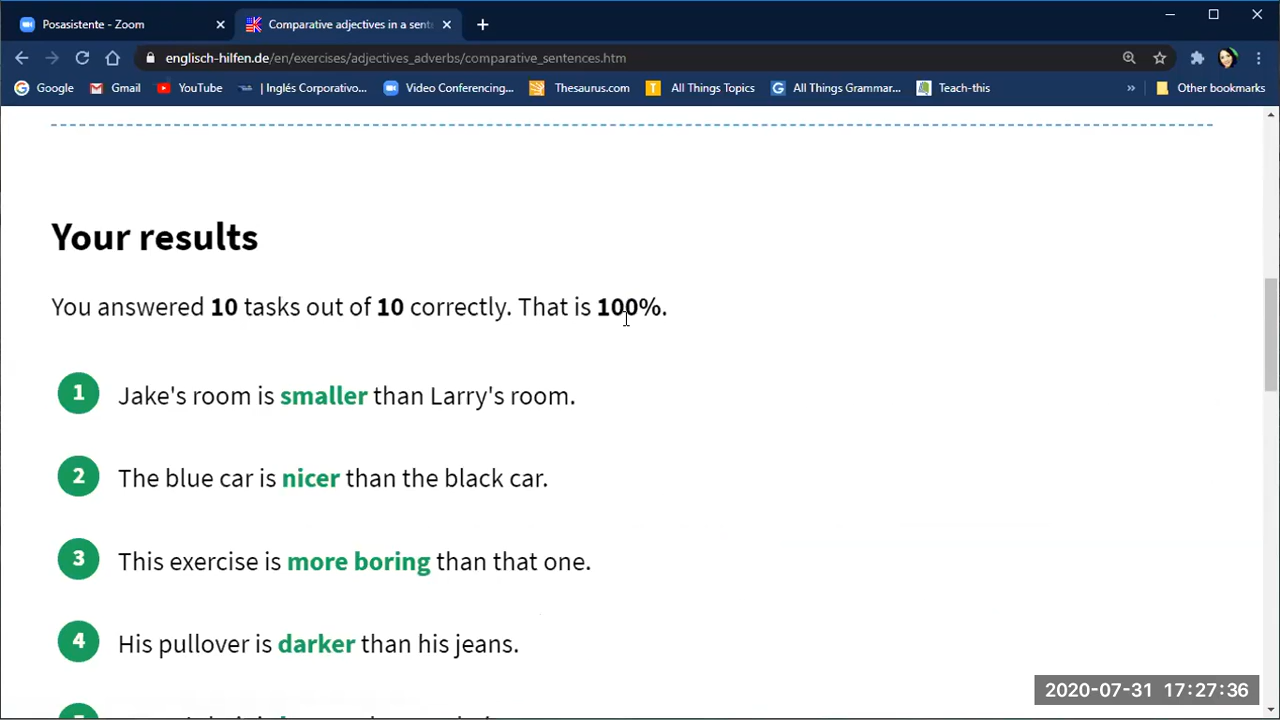 Posasistente - Zoom
Comparative adjectives in a sent
englisch-hilfen.de/en/exercises/adjectives_adverbs/comparative_sentences.htm
Google Gmail YouTube | Inglés Corporativo... Video Conferencing,... Thesaurus.com All Things Topics All Things Grammar... Teach-this » Other bookmarks
Your results
You answered 10 tasks out of 10 correctly. That is 100%.
1 Jake's room is smaller than Larry's room.
2 The blue car is nicer than the black car.
3 This exercise is more boring than that one.
4 His pullover is darker than his jeans.
2020-07-31 17:27:36